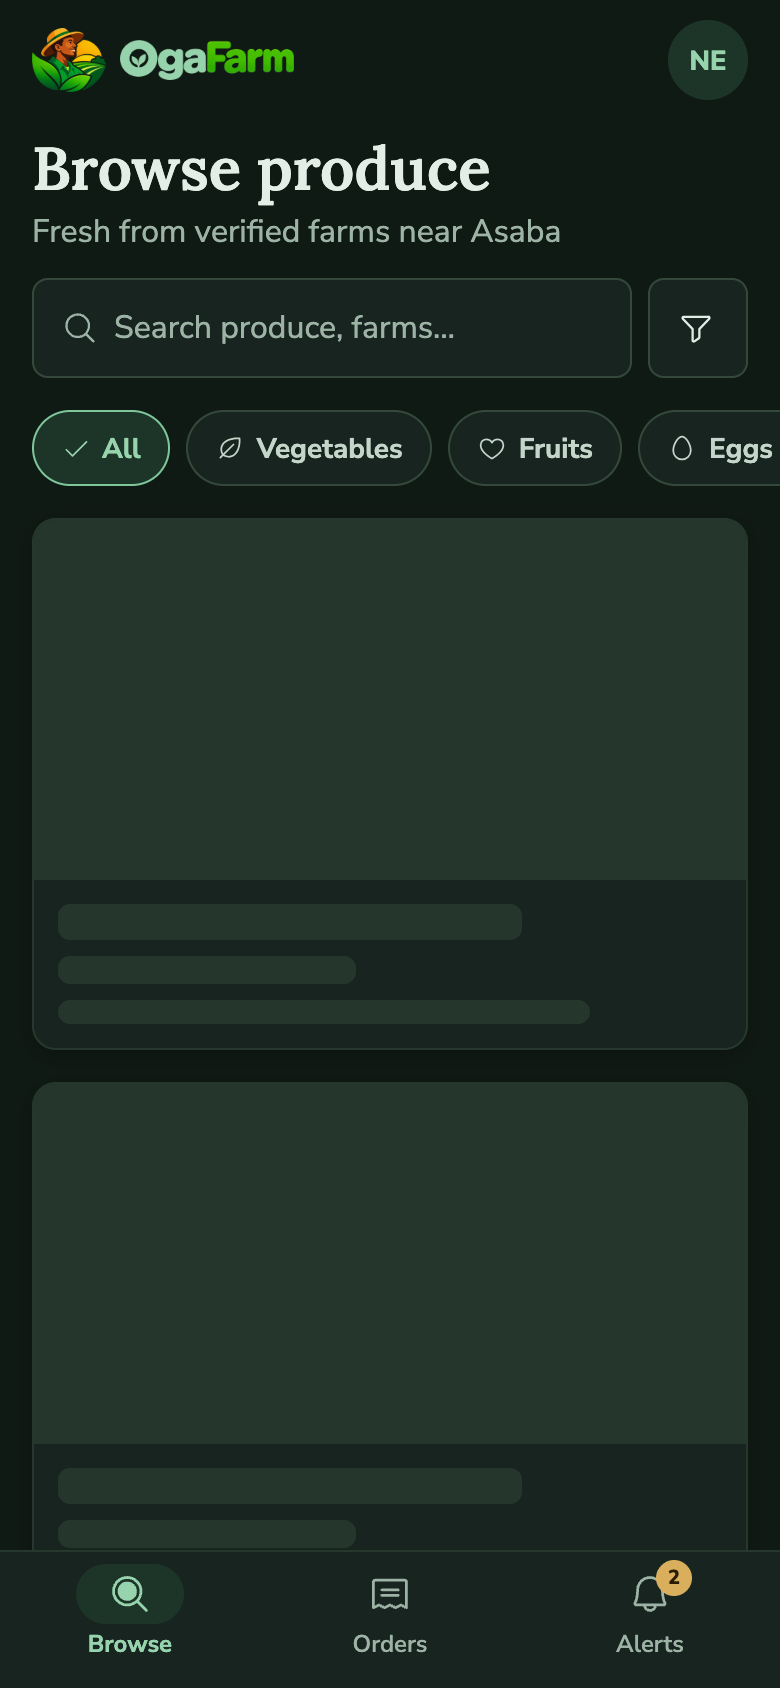 OgaFarm
NE
Browse produce
Fresh from verified farms near Asaba
Search produce, farms...
All
Vegetables
Fruits
Eggs
2
Browse
Orders
Alerts